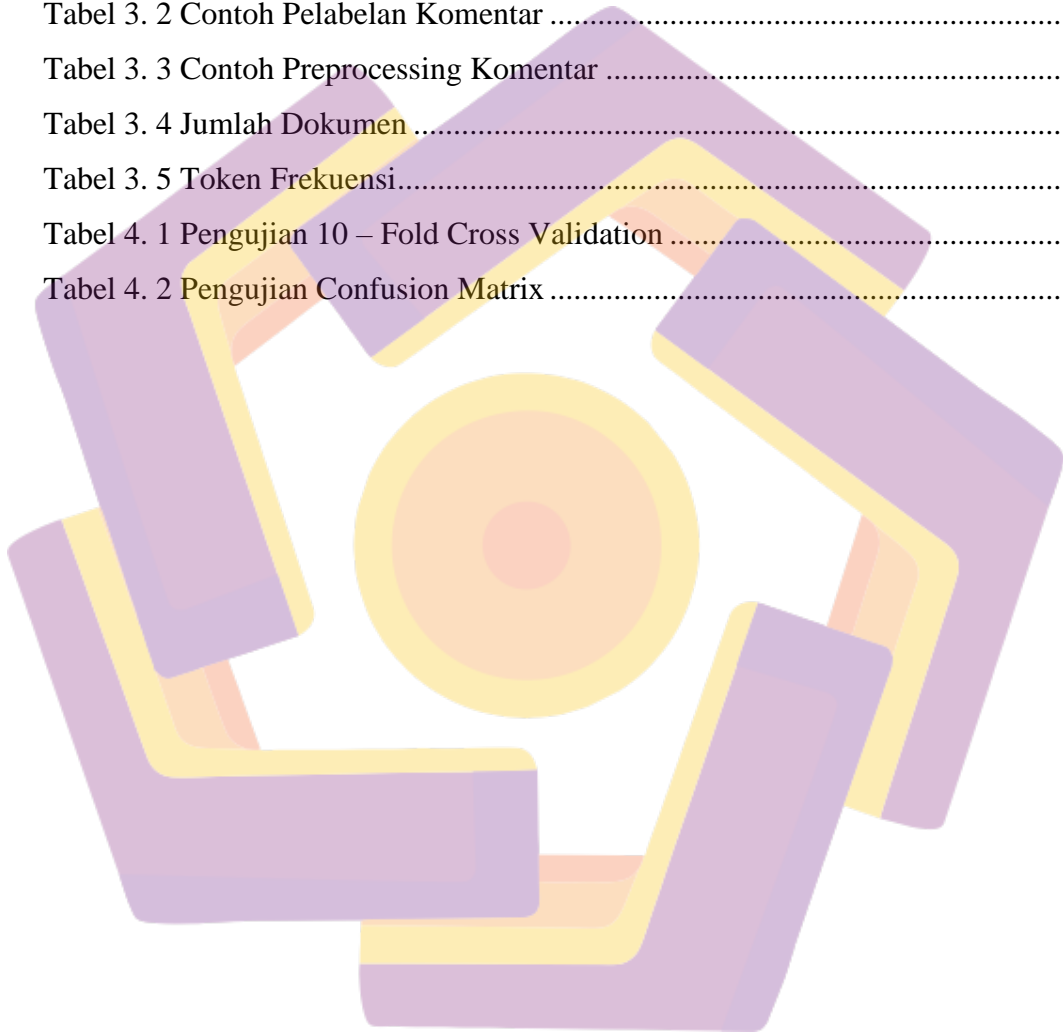 Tabel 3. 2 Contoh Pelabelan Komentar ................................................................
Tabel 3. 3 Contoh Preprocessing Komentar .........................................................
Tabel 3. 4 Jumlah Dokumen .................................................................................
Tabel 3. 5 Token Frekuensi...................................................................................
Tabel 4. 1 Pengujian 10 – Fold Cross Validation .................................................
Tabel 4. 2 Pengujian Confusion Matrix ................................................................